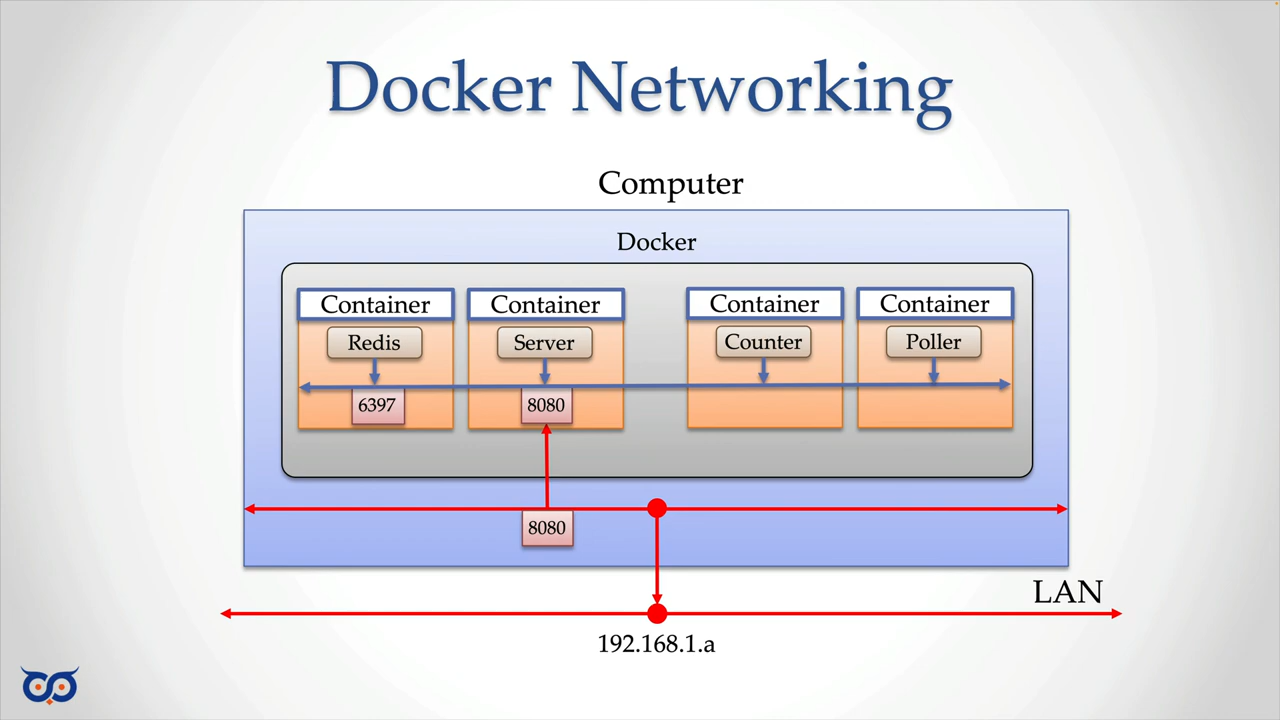 Docker Networking
Computer
Docker
Container
Container
Container
Container
Redis
Server
Counter
Poller
6397
8080
8080
LAN
192.168.1.a